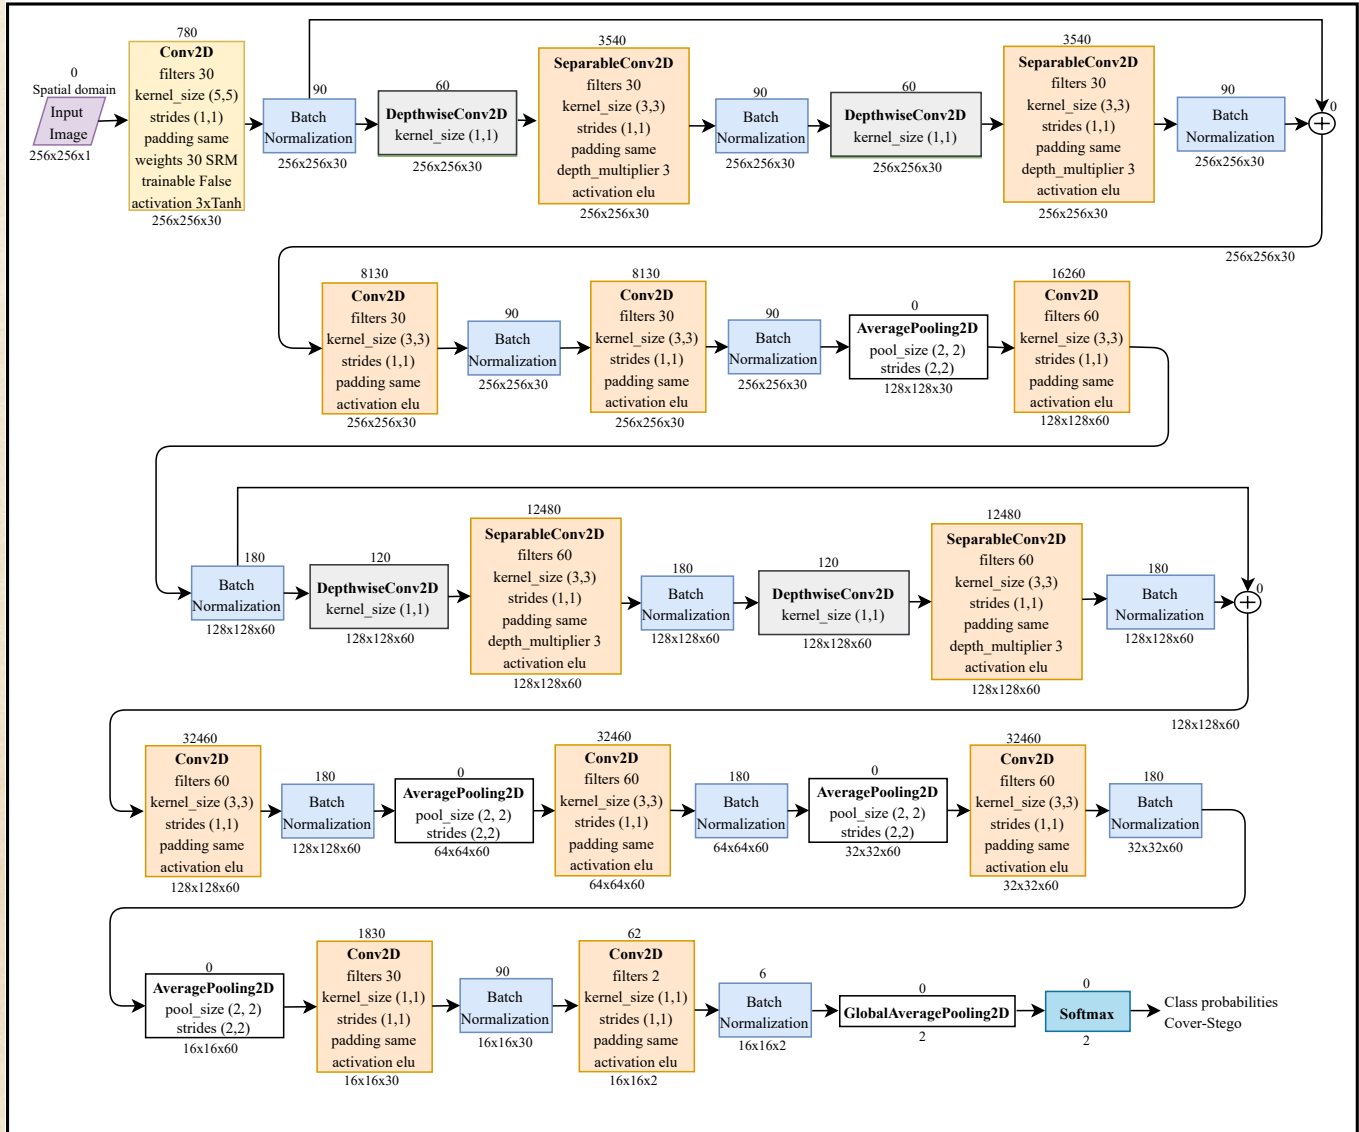 0
Spatial domain
Input
Image
256x256x1
780
Conv2D
filters 30
kernel_size (5,5)
strides (1,1)
padding same
weights 30 SRM
trainable False
activation 3xTanh
256x256x30
90
Batch
Normalization
256x256x30
60
DepthwiseConv2D
kernel_size (1,1)
256x256x30
3540
SeparableConv2D
filters 30
kernel_size (3,3)
strides (1,1)
padding same
depth_multiplier 3
activation elu
256x256x30
90
Batch
Normalization
256x256x30
60
DepthwiseConv2D
kernel_size (1,1)
256x256x30
3540
SeparableConv2D
filters 30
kernel_size (3,3)
strides (1,1)
padding same
depth_multiplier 3
activation elu
256x256x30
90
Batch
Normalization
256x256x30
0
256x256x30
8130
Conv2D
filters 30
kernel_size (3,3)
strides (1,1)
padding same
activation elu
256x256x30
90
Batch
Normalization
256x256x30
8130
Conv2D
filters 30
kernel_size (3,3)
strides (1,1)
padding same
activation elu
256x256x30
90
Batch
Normalization
256x256x30
0
AveragePooling2D
pool_size (2, 2)
strides (2,2)
128x128x30
16260
Conv2D
filters 60
kernel_size (3,3)
strides (1,1)
padding same
activation elu
128x128x60
180
Batch
Normalization
128x128x60
120
DepthwiseConv2D
kernel_size (1,1)
128x128x60
12480
SeparableConv2D
filters 60
kernel_size (3,3)
strides (1,1)
padding same
depth_multiplier 3
activation elu
128x128x60
180
Batch
Normalization
128x128x60
120
DepthwiseConv2D
kernel_size (1,1)
128x128x60
12480
SeparableConv2D
filters 60
kernel_size (3,3)
strides (1,1)
padding same
depth_multiplier 3
activation elu
128x128x60
180
Batch
Normalization
128x128x60
0
128x128x60
32460
Conv2D
filters 60
kernel_size (3,3)
strides (1,1)
padding same
activation elu
128x128x60
180
Batch
Normalization
128x128x60
0
AveragePooling2D
pool_size (2, 2)
strides (2,2)
64x64x60
32460
Conv2D
filters 60
kernel_size (3,3)
strides (1,1)
padding same
activation elu
64x64x60
180
Batch
Normalization
64x64x60
0
AveragePooling2D
pool_size (2, 2)
strides (2,2)
32x32x60
32460
Conv2D
filters 60
kernel_size (3,3)
strides (1,1)
padding same
activation elu
32x32x60
180
Batch
Normalization
32x32x60
0
AveragePooling2D
pool_size (2, 2)
strides (2,2)
16x16x60
1830
Conv2D
filters 30
kernel_size (1,1)
strides (1,1)
padding same
activation elu
16x16x30
90
Batch
Normalization
16x16x30
62
Conv2D
filters 2
kernel_size (1,1)
strides (1,1)
padding same
activation elu
16x16x2
6
Batch
Normalization
16x16x2
0
GlobalAveragePooling2D
2
0
Softmax
2
Class probabilities
Cover-Stego